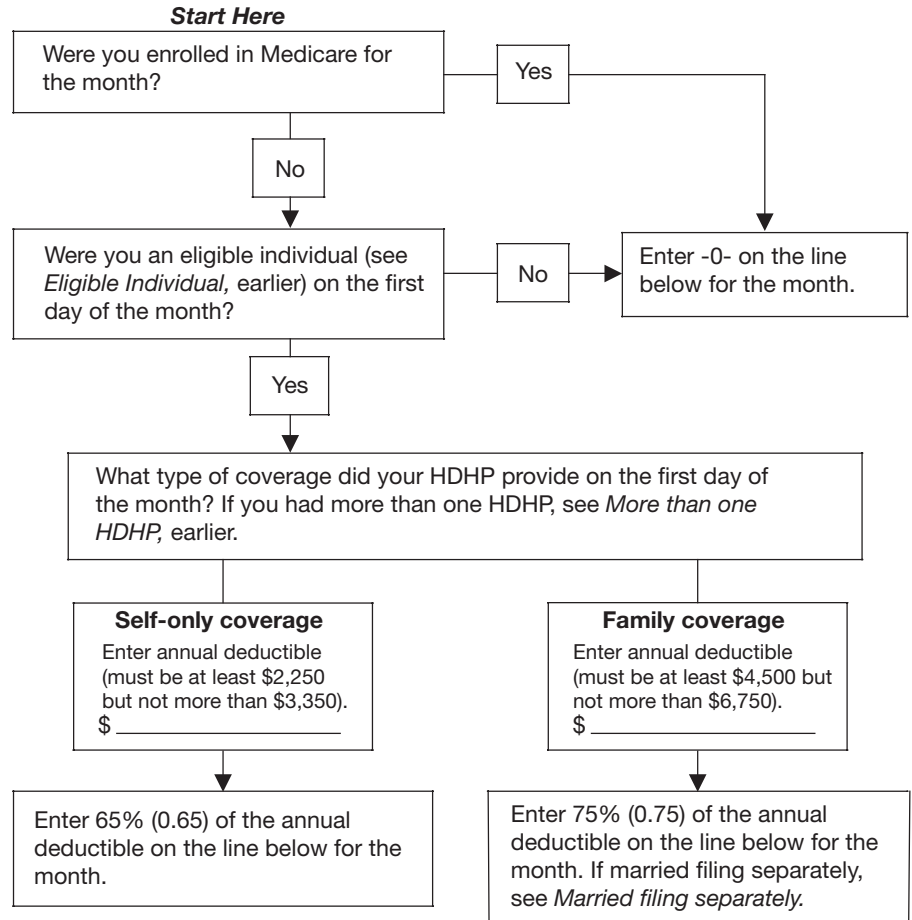 Start Here
Were you enrolled in Medicare for
the month?
Yes
No
Were you an eligible individual (see
Eligible Individual, earlier) on the first
day of the month?
No
Enter -0- on the line
below for the month.
Yes
What type of coverage did your HDHP provide on the first day of
the month? If you had more than one HDHP, see More than one
HDHP, earlier.
Self-only coverage
Enter annual deductible
(must be at least $2,250
but not more than $3,350).
$
Family coverage
Enter annual deductible
(must be at least $4,500 but
not more than $6,750).
$
Enter 65% (0.65) of the annual
deductible on the line below for the
month.
Enter 75% (0.75) of the annual
deductible on the line below for the
month. If married filing separately,
see Married filing separately.